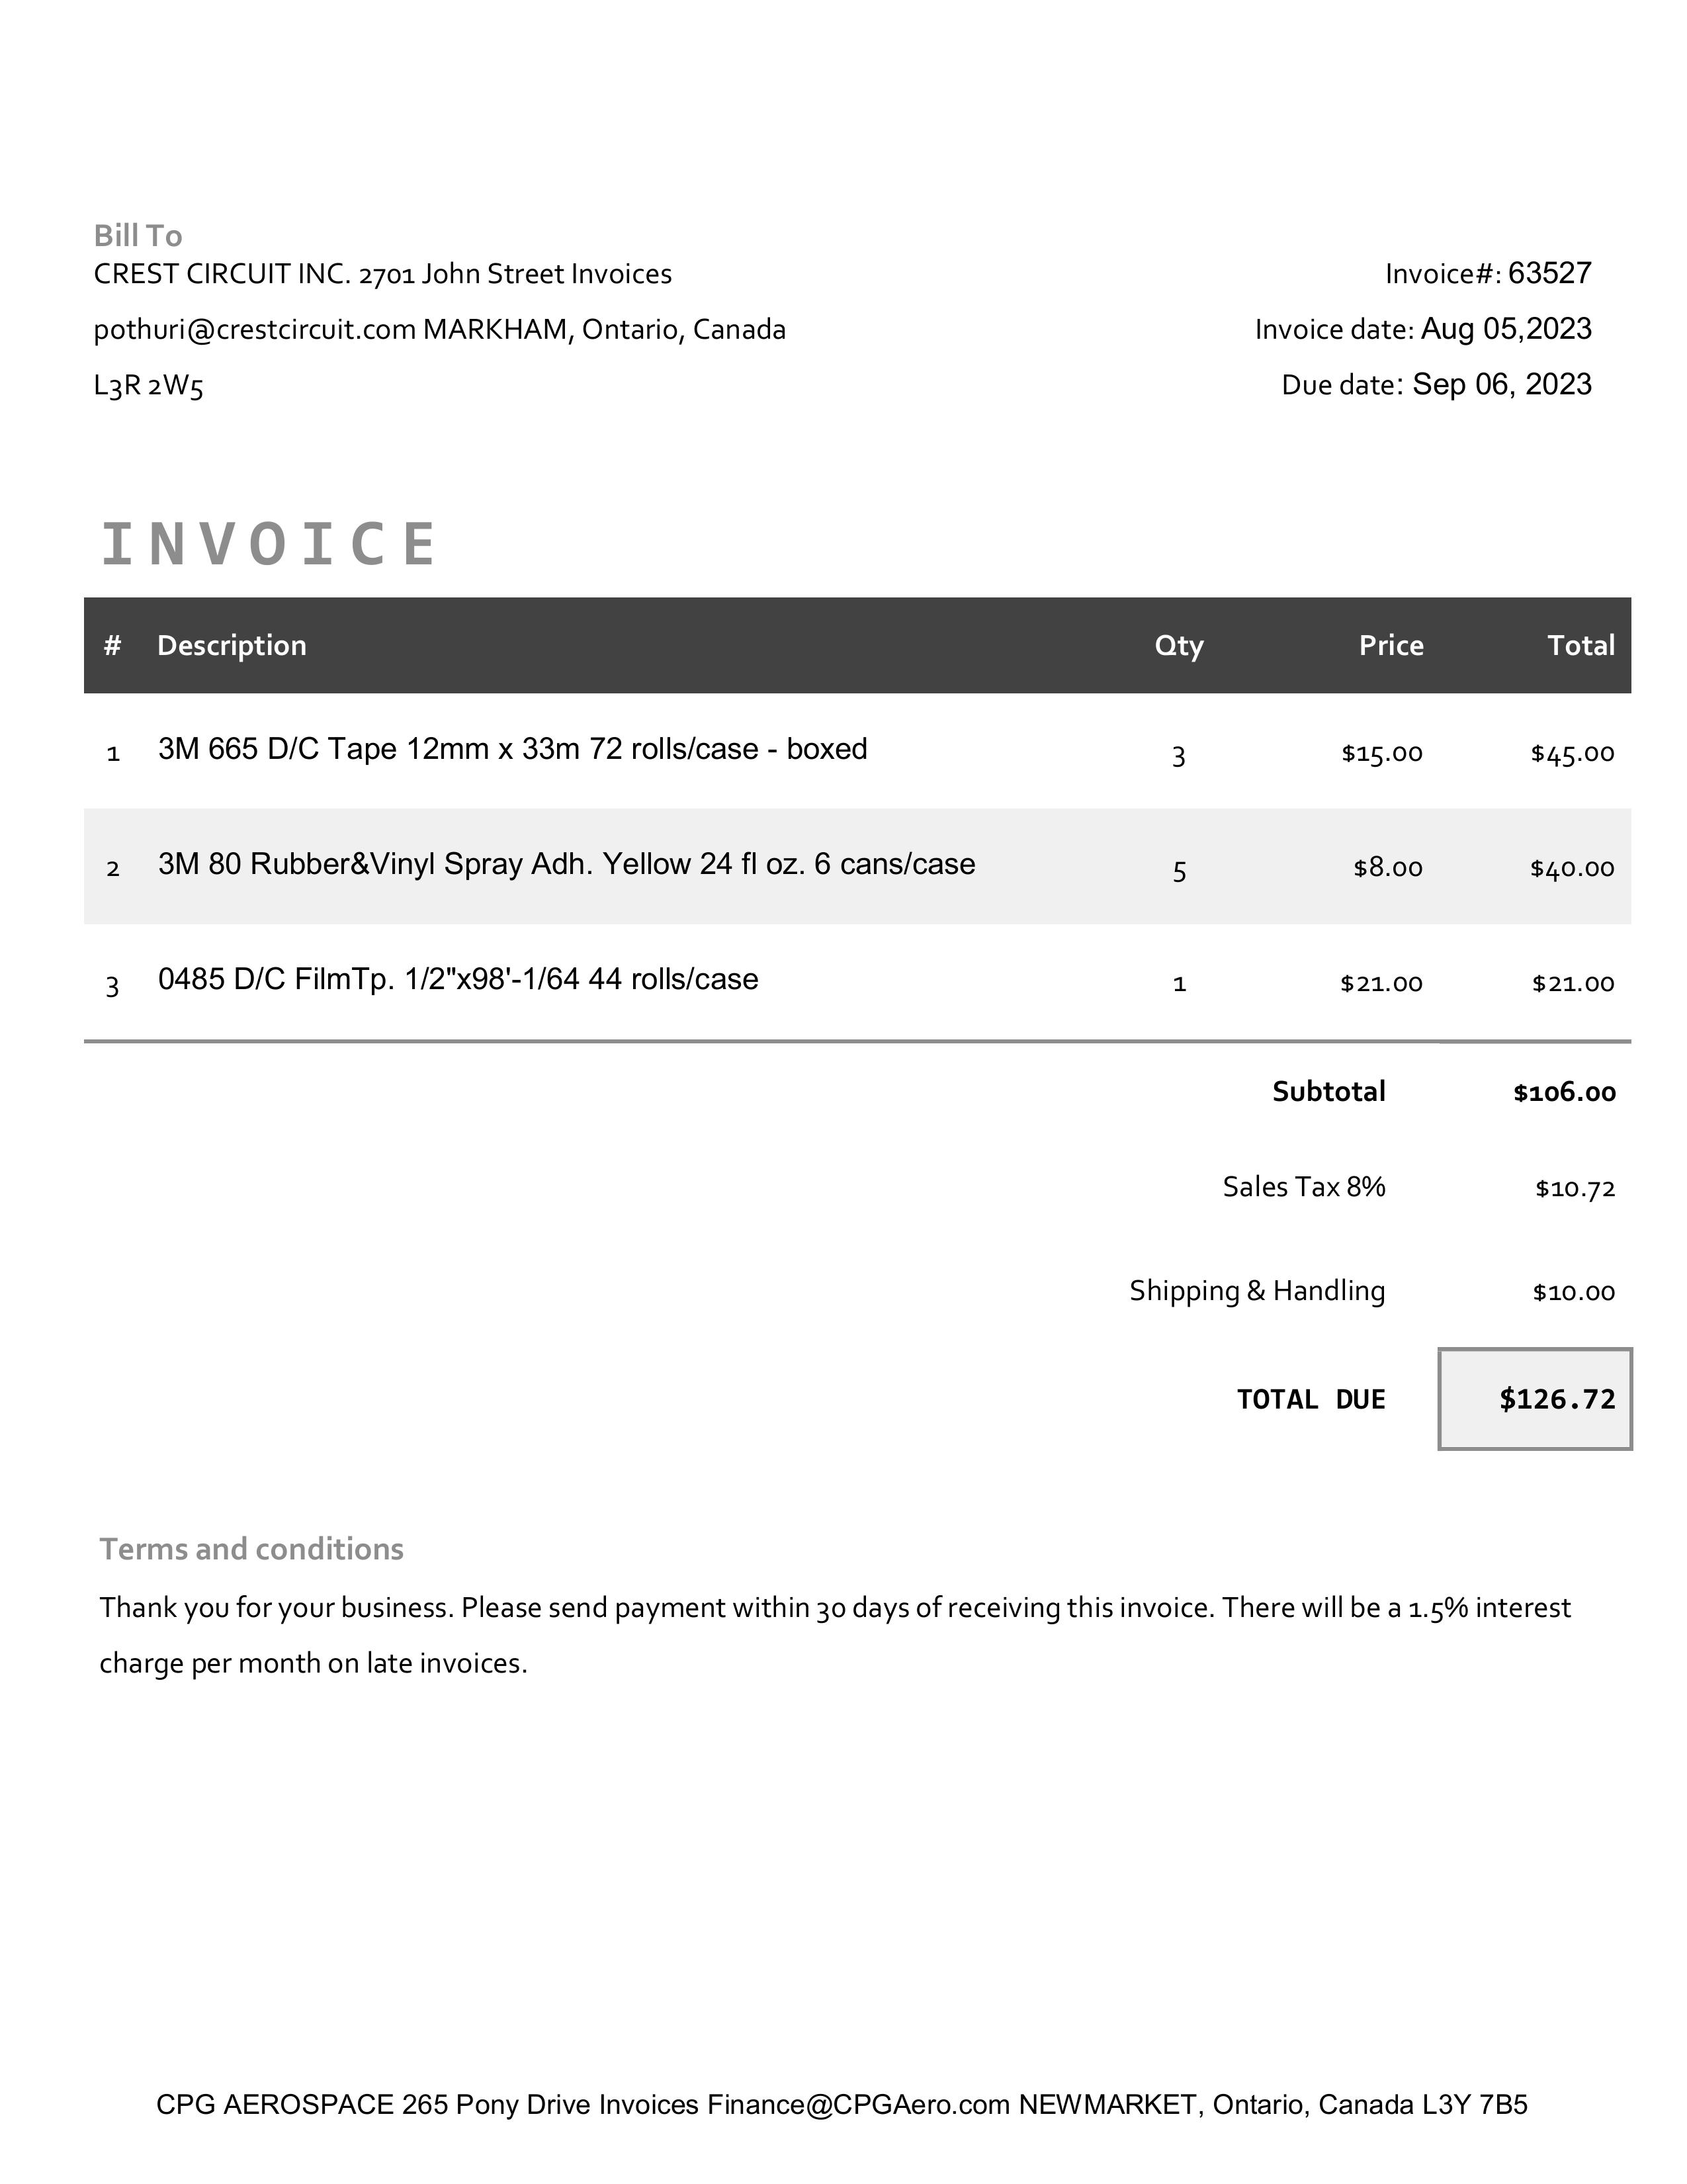 Bill To
CREST CIRCUIT INC. 2701 John Street Invoices
pothuri@crestcircuit.com MARKHAM, Ontario, Canada
L3R 2W5
Invoice#: 63527
Invoice date: Aug 05,2023
Due date: Sep 06, 2023
INVOICE
# Description Qty Price Total
1 3M 665 D/C Tape 12mm x 33m 72 rolls/case - boxed 3 $15.00 $45.00
2 3M 80 Rubber&Vinyl Spray Adh. Yellow 24 fl oz. 6 cans/case 5 $8.00 $40.00
3 0485 D/C FilmTp. 1/2"x98'-1/64 44 rolls/case 1 $21.00 $21.00
Subtotal $106.00
Sales Tax 8% $10.72
Shipping & Handling $10.00
TOTAL DUE $126.72
Terms and conditions
Thank you for your business. Please send payment within 30 days of receiving this invoice. There will be a 1.5% interest
charge per month on late invoices.
CPG AEROSPACE 265 Pony Drive Invoices Finance@CPGAero.com NEWMARKET, Ontario, Canada L3Y 7B5